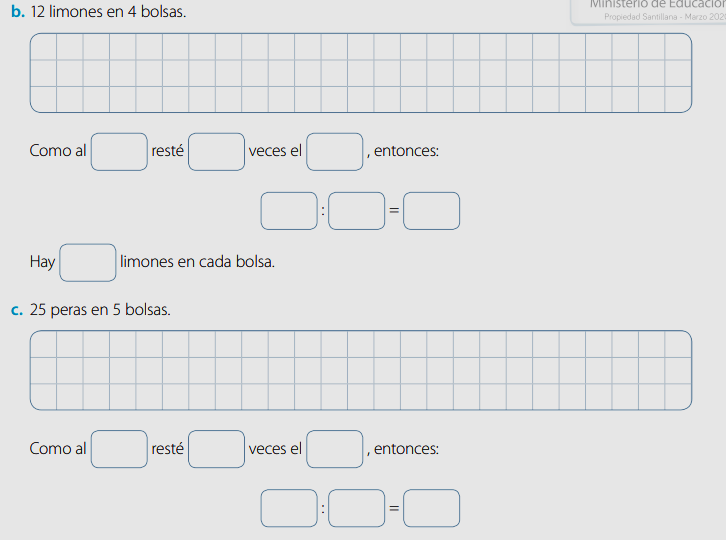 Ministerio de Educación
Propiedad Santillana - Marzo 202
b. 12 limones en 4 bolsas.
Como al resté veces el , entonces:
: =
Hay limones en cada bolsa.
c. 25 peras en 5 bolsas.
Como al resté veces el , entonces:
: =